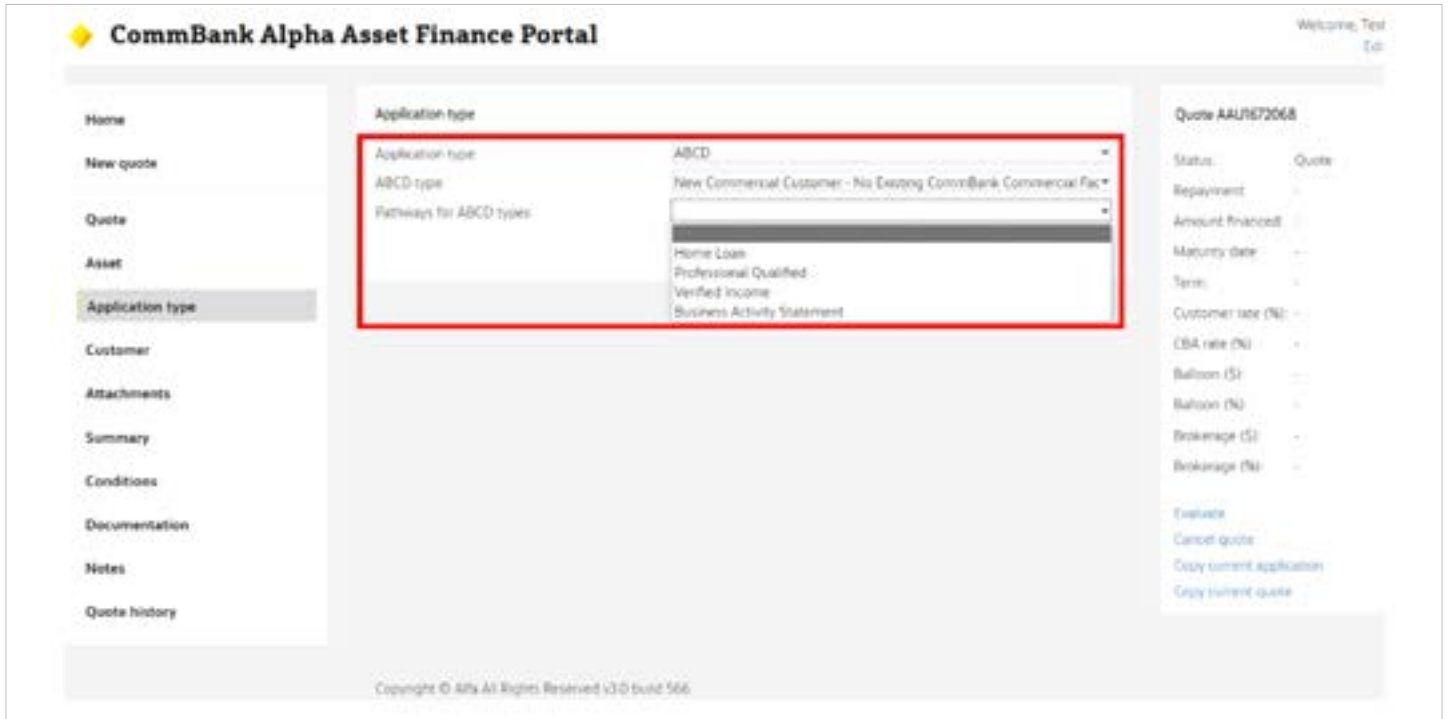 CommBank Alpha Asset Finance Portal
Welcome, Test
Edi
Home
New quote
Quote
Asset
Application type
Customer
Attachments
Summary
Conditions
Documentation
Notes
Quote history
Application type
Application type ABCD
ABCD type New Commercial Customer - No Existing CommBank Commercial Fac
Pathways for ABCD types
Home Loan
Professional Qualified
Verified Income
Business Activity Statement
Quote AAU1672068
Status: Quote
Repayment -
Amount financed: -
Maturity date -
Term: -
Customer rate (%): -
CBA rate (%) -
Balloon ($) -
Balloon (%) -
Brokerage ($) -
Brokerage (%) -
Evaluate
Cancel quote
Copy current application
Copy current quote
Copyright © Alfa All Rights Reserved v3.0 build 566